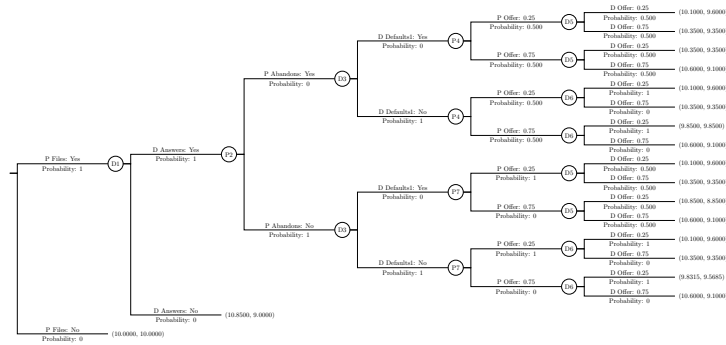 P Files: Yes
Probability: 1
P Files: No
Probability: 0
(10.0000, 10.0000)
D1
D Answers: Yes
Probability: 1
D Answers: No
Probability: 0
(10.8500, 9.0000)
P2
P Abandons: Yes
Probability: 0
P Abandons: No
Probability: 1
D3
D Defaults1: Yes
Probability: 0
D Defaults1: No
Probability: 1
D3
D Defaults1: Yes
Probability: 0
D Defaults1: No
Probability: 1
P4
P Offer: 0.25
Probability: 0.500
P Offer: 0.75
Probability: 0.500
P4
P Offer: 0.25
Probability: 0.500
P Offer: 0.75
Probability: 0.500
P7
P Offer: 0.25
Probability: 1
P Offer: 0.75
Probability: 0
P7
P Offer: 0.25
Probability: 1
P Offer: 0.75
Probability: 0
D5
D Offer: 0.25
Probability: 0.500
(10.1000, 9.6000
D Offer: 0.75
Probability: 0.500
(10.3500, 9.3500
D5
D Offer: 0.25
Probability: 0.500
(10.3500, 9.3500
D Offer: 0.75
Probability: 0.500
(10.6000, 9.1000
D6
D Offer: 0.25
Probability: 1
(10.1000, 9.6000
D Offer: 0.75
Probability: 0
(10.3500, 9.3500
D6
D Offer: 0.25
Probability: 1
(9.8500, 9.8500)
D Offer: 0.75
Probability: 0
(10.6000, 9.1000
D5
D Offer: 0.25
Probability: 0.500
(10.1000, 9.6000
D Offer: 0.75
Probability: 0.500
(10.3500, 9.3500
D5
D Offer: 0.25
Probability: 0.500
(10.8500, 8.8500
D Offer: 0.75
Probability: 0.500
(10.6000, 9.1000
D6
D Offer: 0.25
Probability: 1
(10.1000, 9.6000
D Offer: 0.75
Probability: 0
(10.3500, 9.3500
D6
D Offer: 0.25
Probability: 1
(9.8315, 9.5685)
D Offer: 0.75
Probability: 0
(10.6000, 9.1000